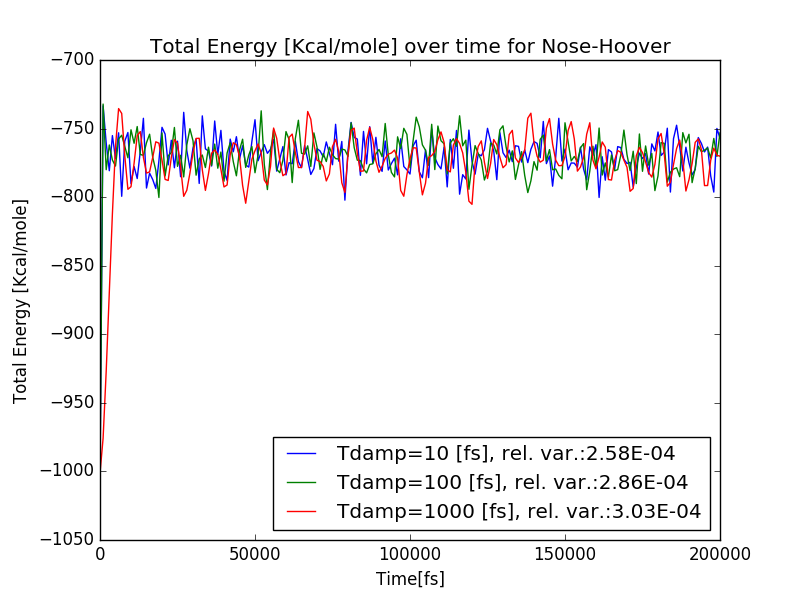 Total Energy [Kcal/mole] over time for Nose-Hoover
Total Energy [Kcal/mole]
−700
−750
−800
−850
−900
−950
−1000
−1050
Tdamp=10 [fs], rel. var.:2.58E-04
Tdamp=100 [fs], rel. var.:2.86E-04
Tdamp=1000 [fs], rel. var.:3.03E-04
0
50000
100000
150000
200000
Time[fs]